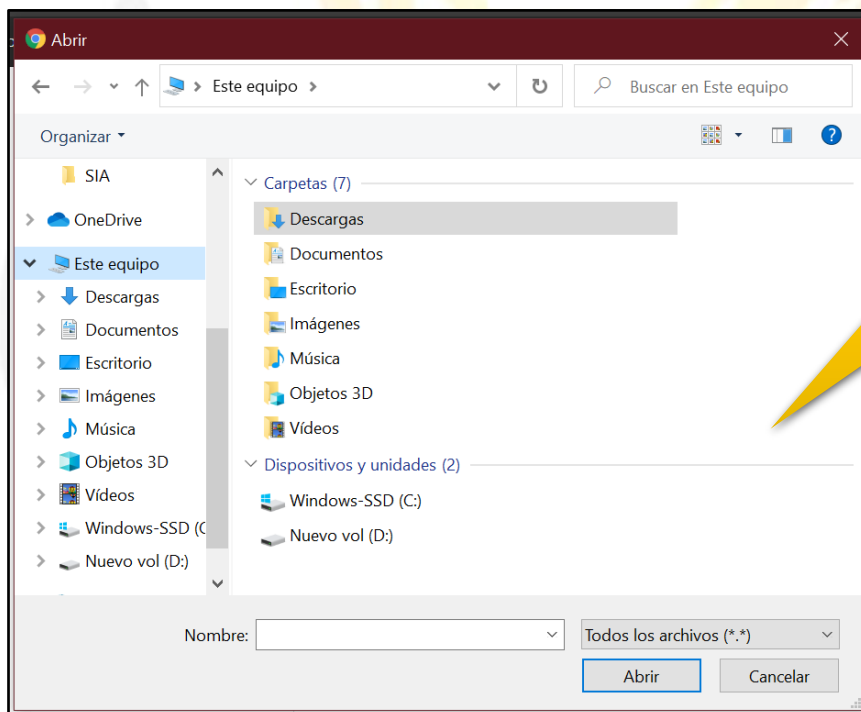 Abrir
Este equipo
Buscar en Este equipo
Organizar
SIA
OneDrive
Este equipo
Descargas
Documentos
Escritorio
Imágenes
Música
Objetos 3D
Vídeos
Windows-SSD (C
Nuevo vol (D:)
Carpetas (7)
Descargas
Documentos
Escritorio
Imágenes
Música
Objetos 3D
Vídeos
Dispositivos y unidades (2)
Windows-SSD (C:)
Nuevo vol (D:)
Nombre:
Todos los archivos (*.*)
Abrir
Cancelar